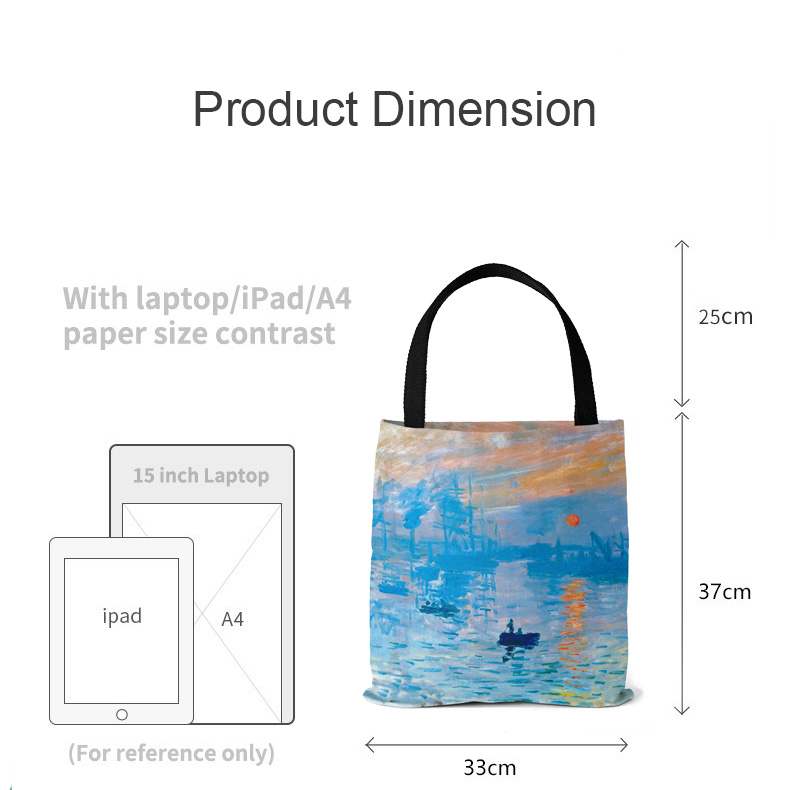 Product Dimension
With laptop/iPad/A4
paper size contrast
25cm
15 inch Laptop
ipad
A4
37cm
(For reference only)
33cm